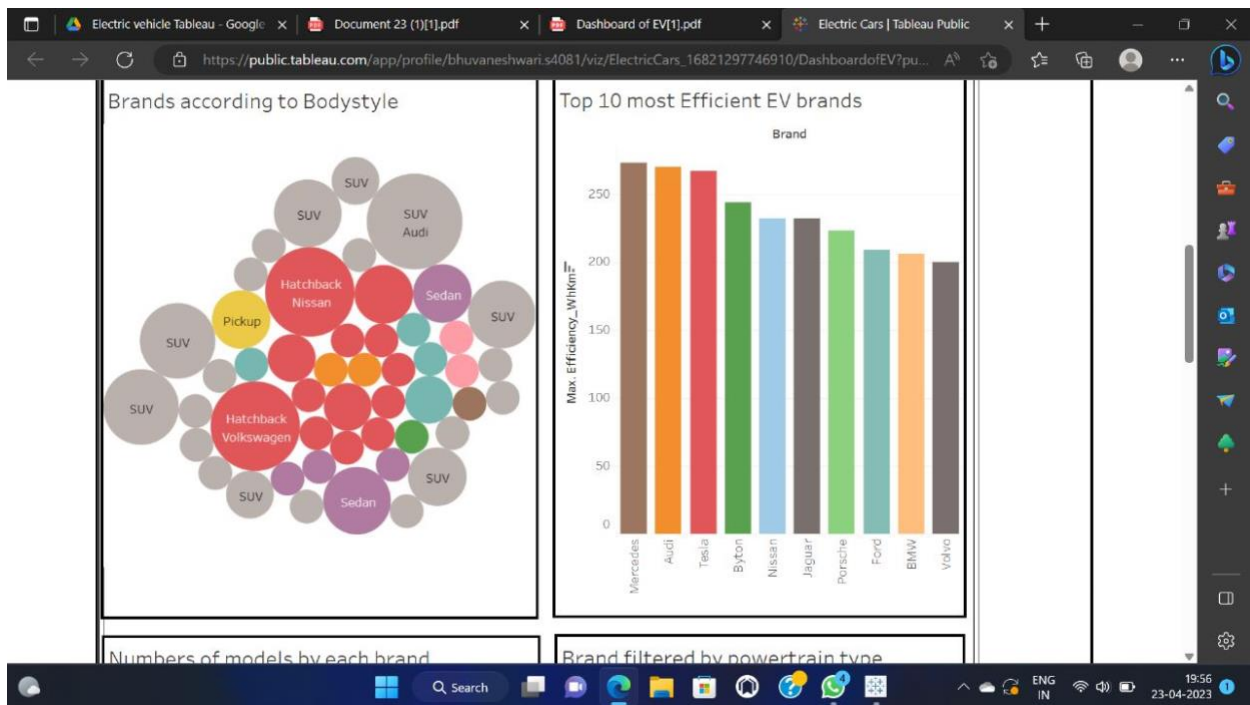 Electric vehicle Tableau - Google
Document 23 (1)[1].pdf
Dashboard of EV[1].pdf
Electric Cars | Tableau Public
https://public.tableau.com/app/profile/bhuvaneshwari.s4081/viz/ElectricCars_16821297746910/DashboardofEV?pu...
Brands according to Bodystyle
SUV
SUV
SUV
Audi
Hatchback
Nissan
Sedan
SUV
Pickup
SUV
SUV
Hatchback
Volkswagen
SUV
SUV
Sedan
Top 10 most Efficient EV brands
Brand
Max. Efficiency_WhKm
250
200
150
100
50
0
Mercedes
Audi
Tesla
Byton
Nissan
Jaguar
Porsche
Ford
BMW
Volvo
Numbers of models by each brand
Brand filtered by powertrain type
Search
4
ENG
IN
19:56
23-04-2023
1